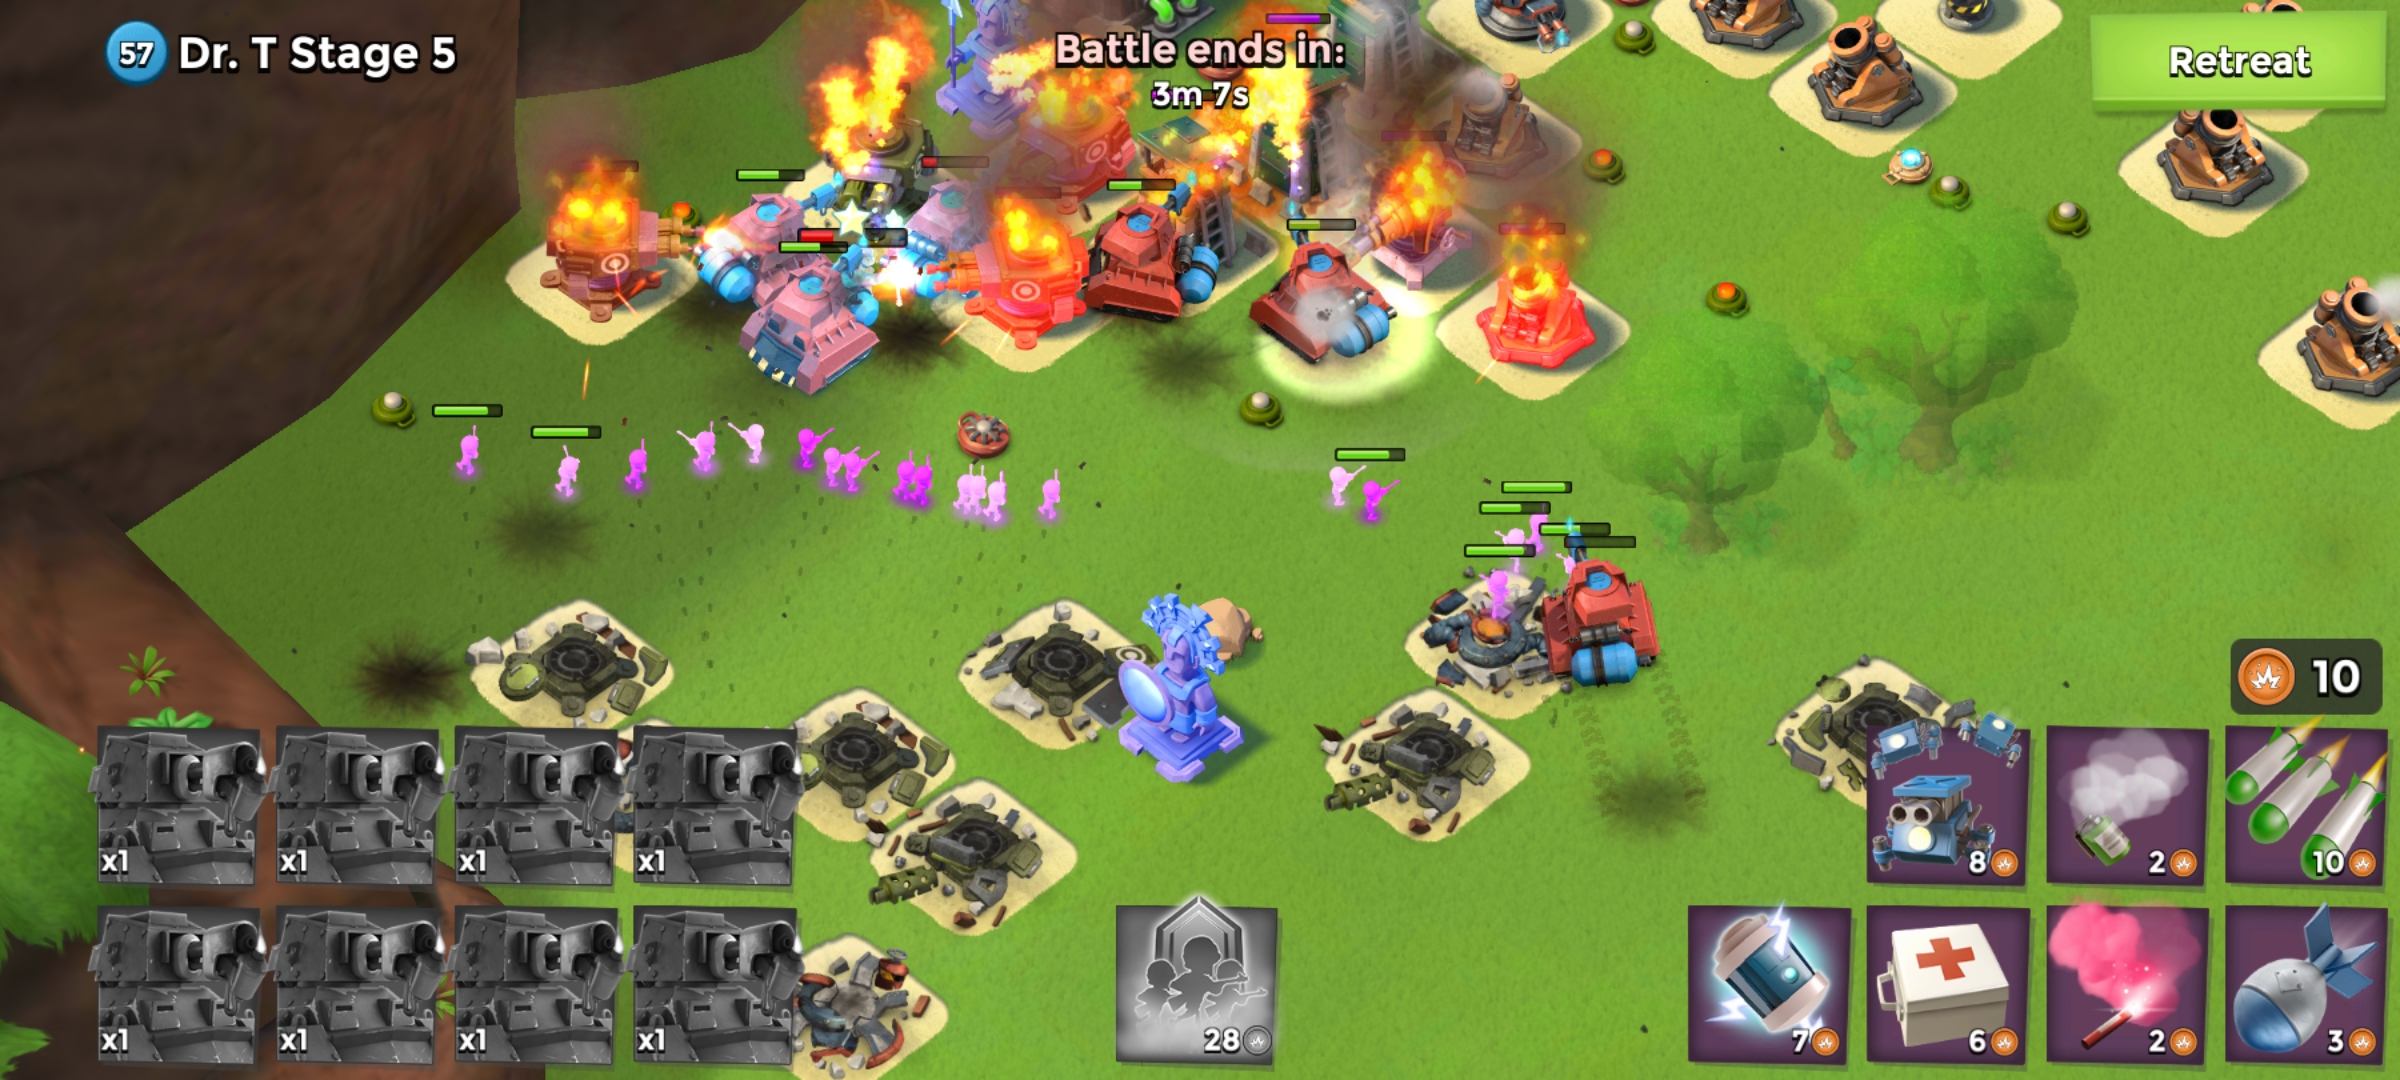 57 Dr. T Stage 5
Battle ends in:
3m 7s
Retreat
10
x1 x1 x1 x1
8 2 10
x1 x1 x1 x1
28
7 6 2 3